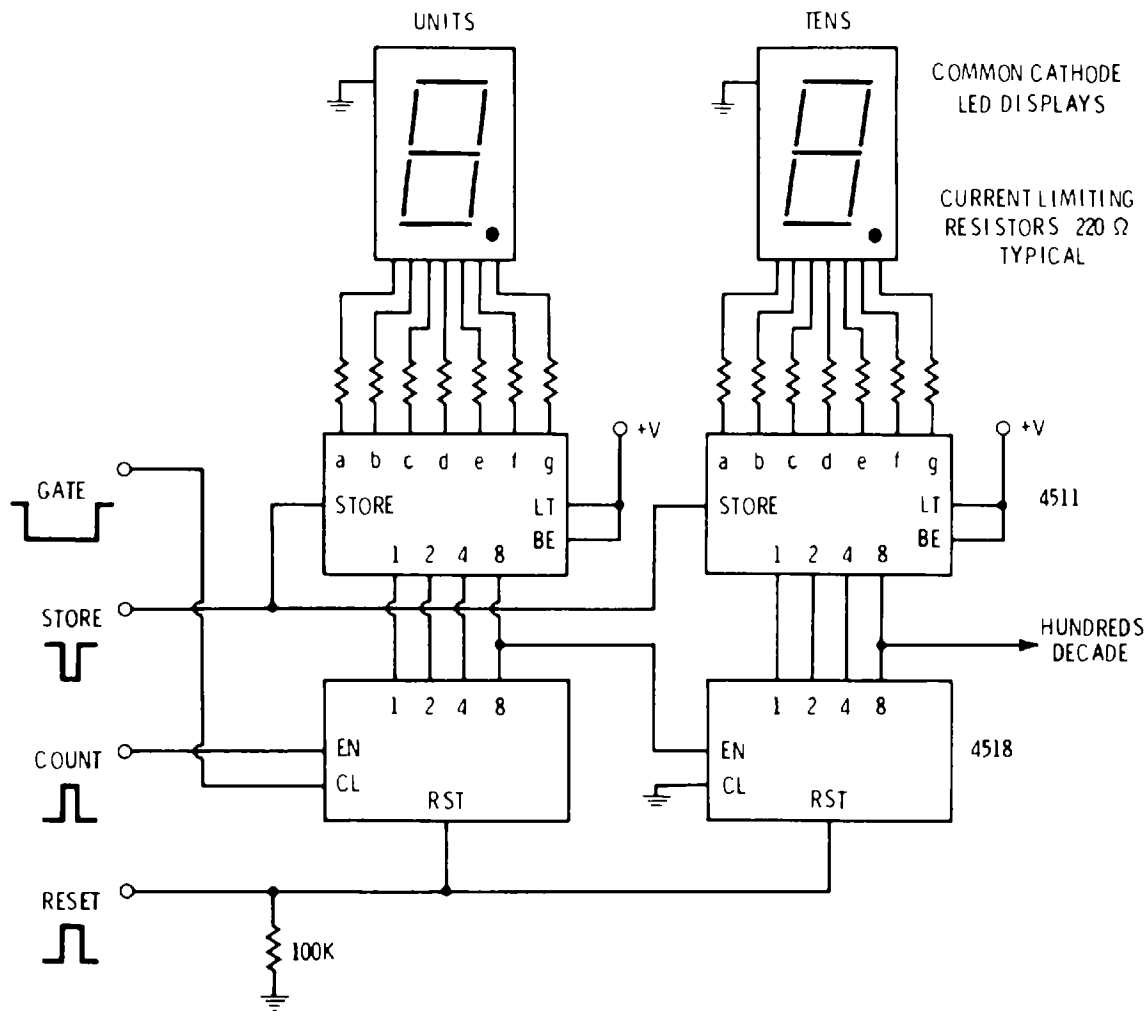 UNITS
TENS
COMMON CATHODE
LED DISPLAYS
CURRENT LIMITING
RESISTORS 220 Ω
TYPICAL
+V
+V
a b c d e f g
STORE
LT
BE
1 2 4 8
a b c d e f g
STORE
LT
BE
1 2 4 8
4511
GATE
STORE
HUNDREDS
DECADE
1 2 4 8
EN
CL
RST
1 2 4 8
EN
CL
RST
4518
COUNT
RESET
100K